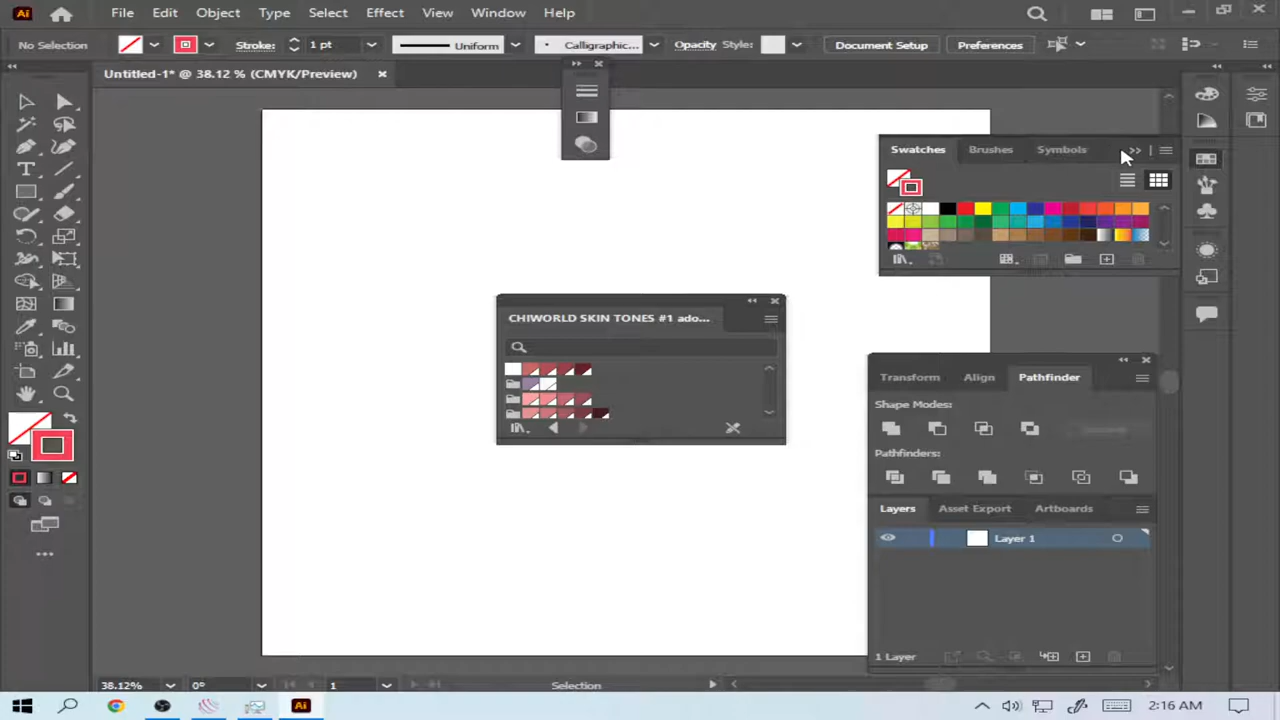 Ai File Edit Object Type Select Effect View Window Help
No Selection Stroke: 1 pt Uniform Calligraphic... Opacity Style: Document Setup Preferences
Untitled-1* @ 38.12 % (CMYK/Preview)
Swatches Brushes Symbols
CHIWORLD SKIN TONES #1 ado...
Transform Align Pathfinder
Shape Modes:
Pathfinders:
Layers Asset Export Artboards
Layer 1
1 Layer
38.12% 0° 1 Selection
Ai 2:16 AM